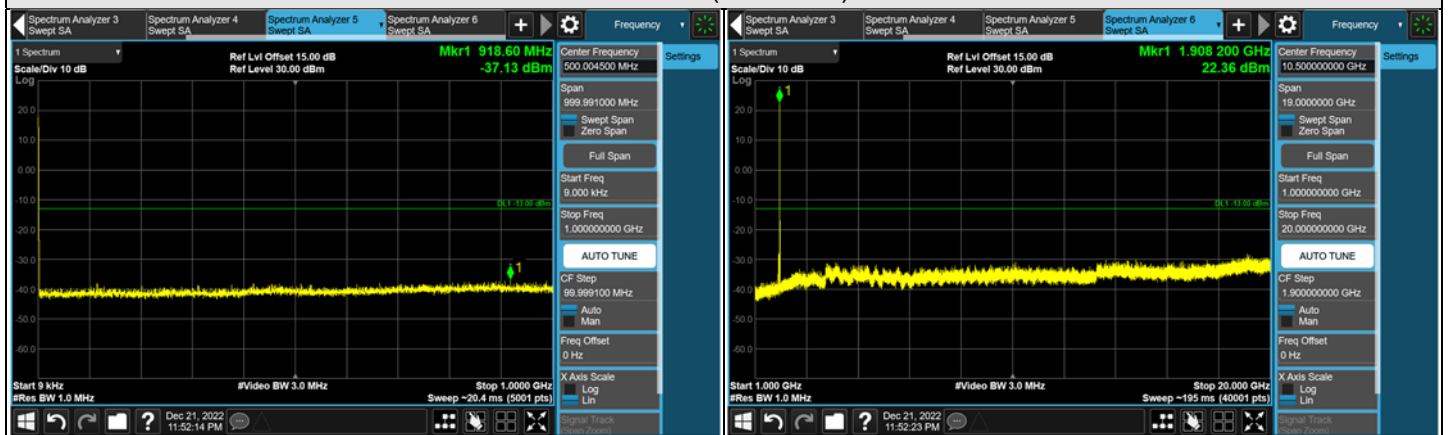 Spectrum Analyzer 3
Swept SA
Spectrum Analyzer 4
Swept SA
Spectrum Analyzer 5
Swept SA
Spectrum Analyzer 6
Swept SA
+
Frequency
1 Spectrum
Scale/Div 10 dB
Log
Ref Lvl Offset 15.00 dB
Ref Level 30.00 dBm
Mkr1 918.60 MHz
-37.13 dBm
20.0
10.0
0.00
-10.0
-20.0
-30.0
-40.0
-50.0
-60.0
DL1 -13.00 dBm
1
Start 9 kHz
#Res BW 1.0 MHz
#Video BW 3.0 MHz
Stop 1.0000 GHz
Sweep ~20.4 ms (5001 pts)
Center Frequency
500.004500 MHz
Settings
Span
999.991000 MHz
Swept Span
Zero Span
Full Span
Start Freq
9.000 kHz
Stop Freq
1.000000000 GHz
AUTO TUNE
CF Step
99.999100 MHz
Auto
Man
Freq Offset
0 Hz
X Axis Scale
Log
Lin
Signal Track
(Span Zoom)
?
Dec 21, 2022
11:52:14 PM
Spectrum Analyzer 3
Swept SA
Spectrum Analyzer 4
Swept SA
Spectrum Analyzer 5
Swept SA
Spectrum Analyzer 6
Swept SA
+
Frequency
1 Spectrum
Scale/Div 10 dB
Log
Ref Lvl Offset 15.00 dB
Ref Level 30.00 dBm
Mkr1 1.908 200 GHz
22.36 dBm
1
20.0
10.0
0.00
-10.0
-20.0
-30.0
-40.0
-50.0
-60.0
DL1 -13.00 dBm
Start 1.000 GHz
#Res BW 1.0 MHz
#Video BW 3.0 MHz
Stop 20.000 GHz
Sweep ~195 ms (40001 pts)
Center Frequency
10.500000000 GHz
Settings
Span
19.0000000 GHz
Swept Span
Zero Span
Full Span
Start Freq
1.000000000 GHz
Stop Freq
20.000000000 GHz
AUTO TUNE
CF Step
1.900000000 GHz
Auto
Man
Freq Offset
0 Hz
X Axis Scale
Log
Lin
Signal Track
(Span Zoom)
?
Dec 21, 2022
11:52:23 PM